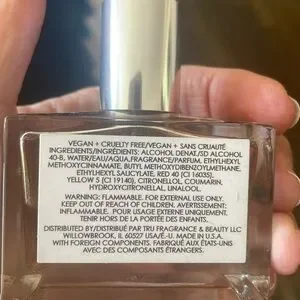 VEGAN + CRUELTY FREE/VEGAN + SANS CRUAUTÉ
INGREDIENTS/INGRÉDIENTS: ALCOHOL DENAT./SD ALCOHOL
40-B, WATER/EAU/AQUA, FRAGRANCE/PARFUM, ETHYLHEXYL
METHOXYCINNAMATE, BUTYL METHOXYDIBENZOYLMETHANE,
ETHYLHEXYL SALICYLATE, RED 40 (CI 16035),
YELLOW 5 (CI 19140), CITRONELLOL, COUMARIN,
HYDROXYCITRONELLAL, LINALOOL.
WARNING: FLAMMABLE. FOR EXTERNAL USE ONLY.
KEEP OUT OF REACH OF CHILDREN. AVERTISSEMENT:
INFLAMMABLE. POUR USAGE EXTERNE UNIQUEMENT.
TENIR HORS DE LA PORTÉE DES ENFANTS.
DISTRIBUTED BY/DISTRIBUÉ PAR TRU FRAGRANCE & BEAUTY LLC
WILLOWBROOK, IL 60527 USA/É-U. MADE IN U.S.A.
WITH FOREIGN COMPONENTS. FABRIQUÉ AUX ÉTATS-UNIS
AVEC DES COMPOSANTS ÉTRANGERS.